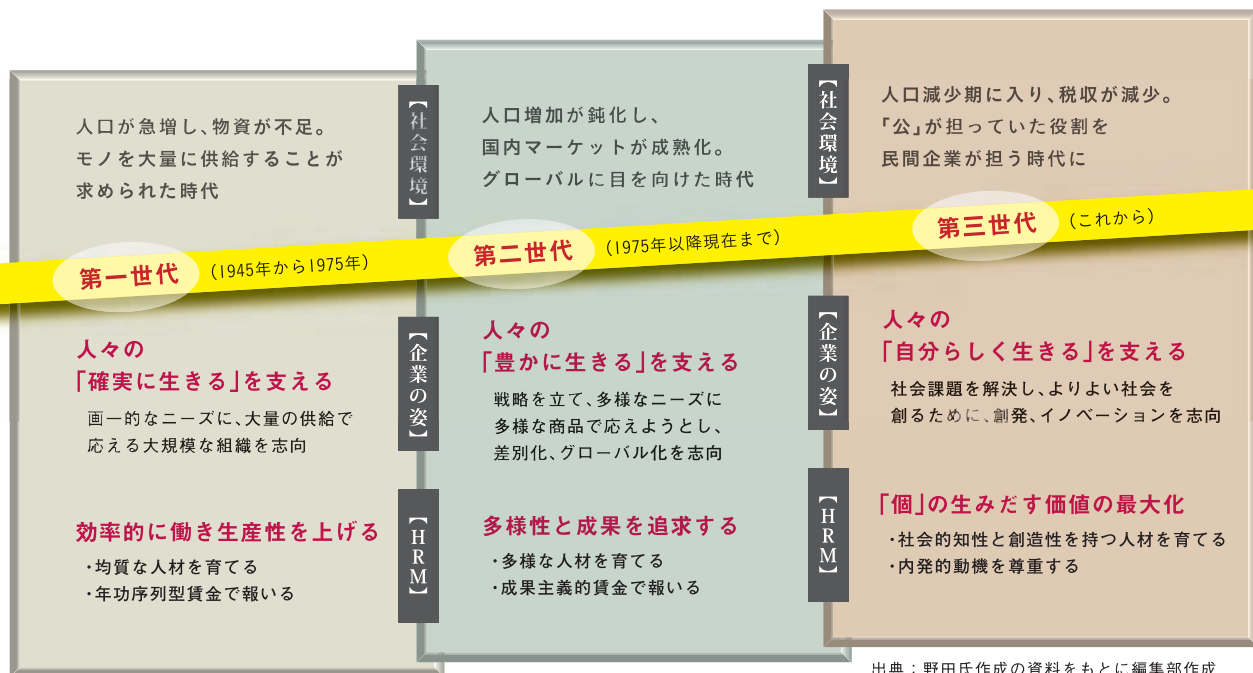 人口が急増し、物資が不足。
モノを大量に供給することが
求められた時代
第一世代
（1945年から1975年）
人々の
「確実に生きる」を支える
画一的なニーズに、大量の供給で
応える大規模な組織を志向
効率的に働き生産性を上げる
・均質な人材を育てる
・年功序列型賃金で報いる
【社会環境】
【企業の姿】
【HRM】
人口増加が鈍化し、
国内マーケットが成熟化。
グローバルに目を向けた時代
第二世代
（1975年以降現在まで）
人々の
「豊かに生きる」を支える
戦略を立て、多様なニーズに
多様な商品で応えようとし、
差別化、グローバル化を志向
多様性と成果を追求する
・多様な人材を育てる
・成果主義的賃金で報いる
【社会環境】
【企業の姿】
【HRM】
人口減少期に入り、税収が減少。
「公」が担っていた役割を
民間企業が担う時代に
第三世代
（これから）
人々の
「自分らしく生きる」を支える
社会課題を解決し、よりよい社会を
創るために、創発、イノベーションを志向
「個」の生みだす価値の最大化
・社会的知性と創造性を持つ人材を育てる
・内発的動機を尊重する
出典：野田氏作成の資料をもとに編集部作成